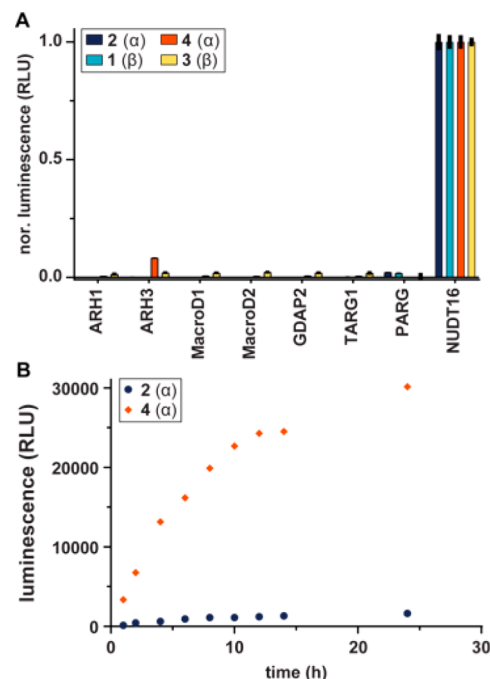 A
2 (α) 4 (α)
1 (β) 3 (β)
nor. luminescence (RLU)
1.0
0.5
0.0
ARH1
ARH3
MacroD1
MacroD2
GDAP2
TARG1
PARG
NUDT16
B
2 (α)
4 (α)
luminescence (RLU)
30000
20000
10000
0
0 10 20 30
time (h)